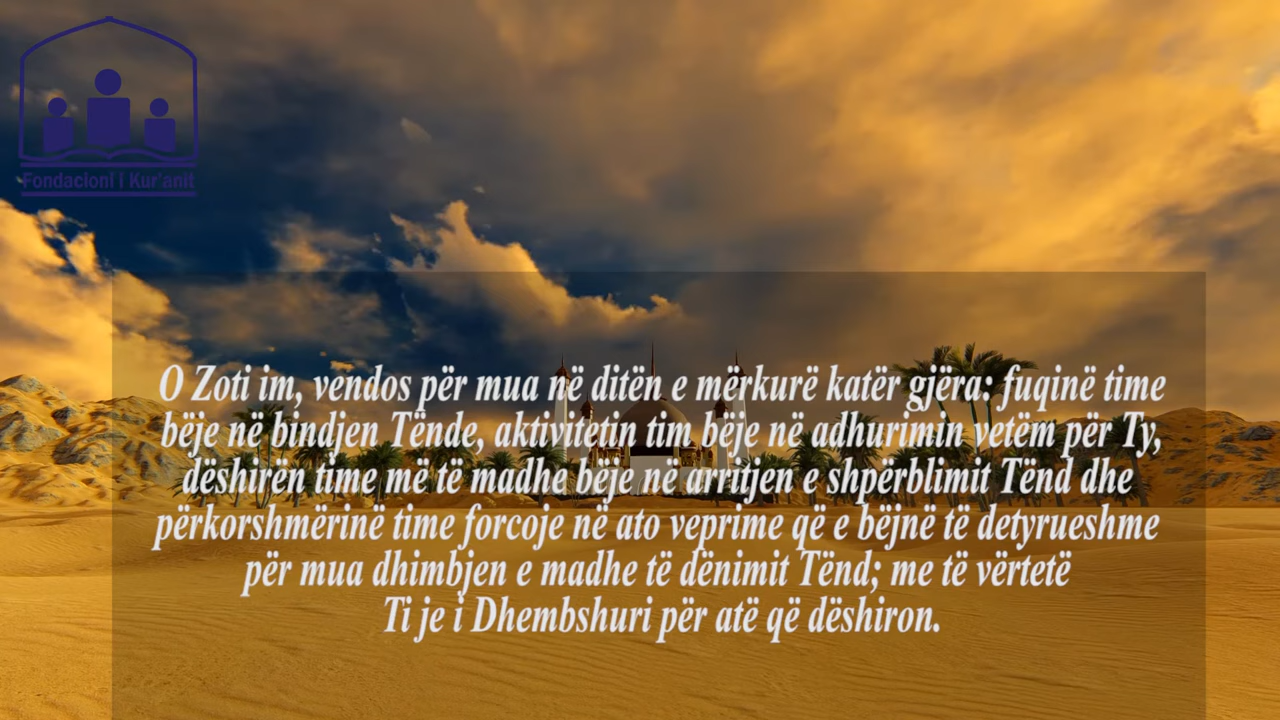 Fondacioni i Kur'anit
O Zoti im, vendos për mua në ditën e mërkurë katër gjëra: fuqinë time
bëje në bindjen Tënde, aktivitetin tim bëje në adhurimin vetëm për Ty,
dëshirën time më të madhe bëje në arritjen e shpërblimit Tënd dhe
përkorshmërinë time forcoje në ato veprime që e bëjnë të detyrueshme
për mua dhimbjen e madhe të dënimit Tënd; me të vërtetë
Ti je i Dhembshuri për atë që dëshiron.